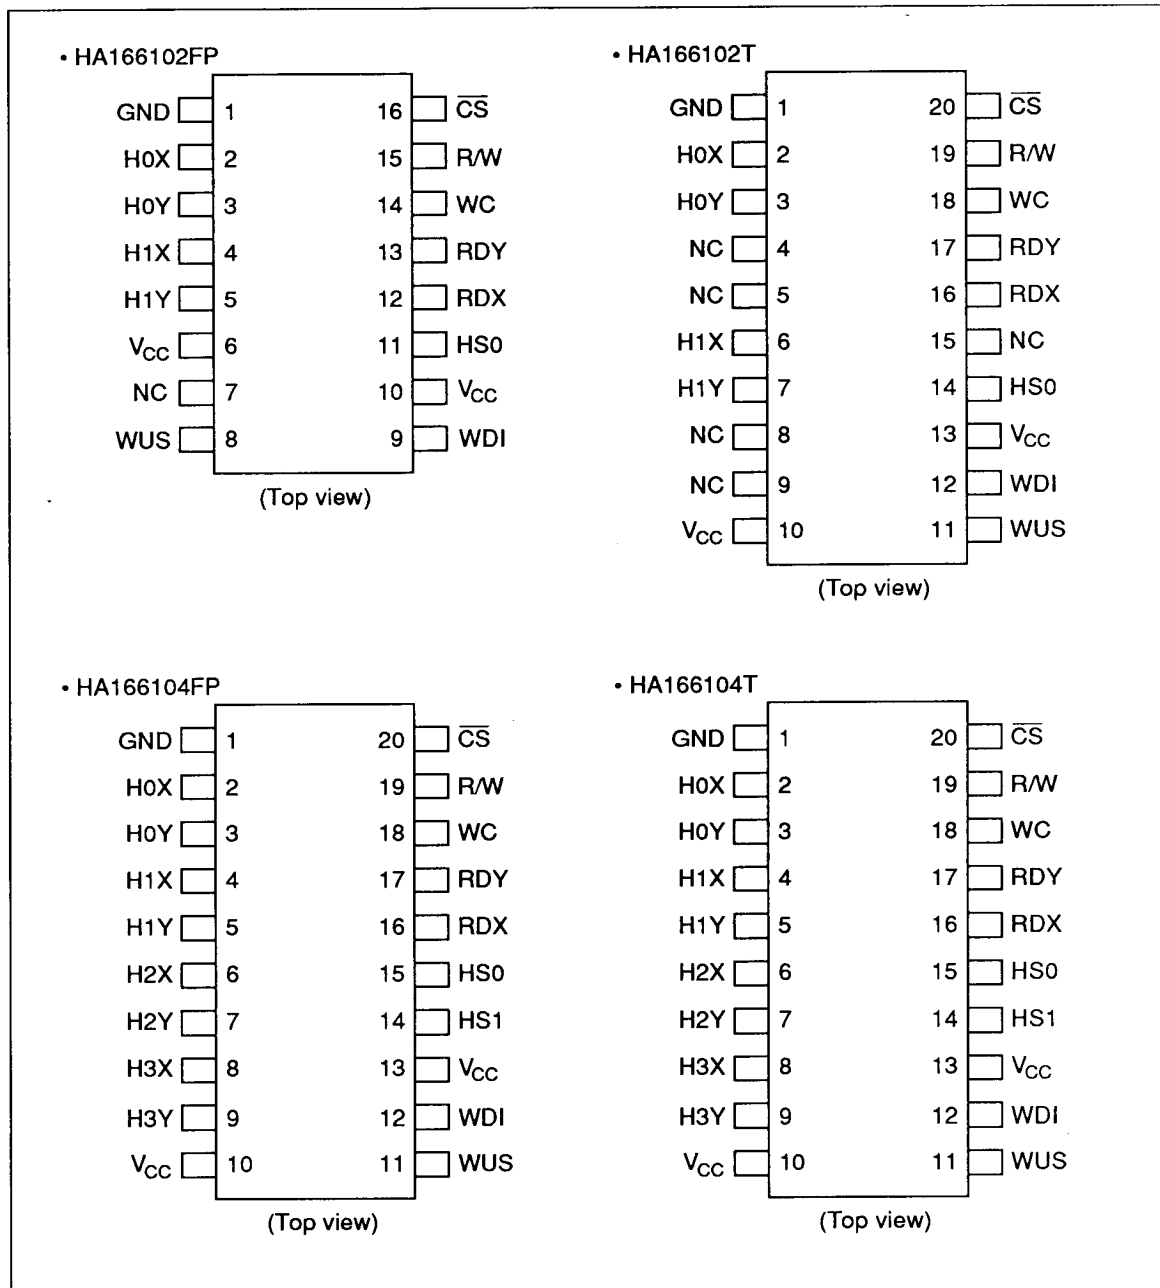 • HA166102FP
GND 1 16 C̅S̅ 
H0X 2 15 R/W
H0Y 3 14 WC
H1X 4 13 RDY
H1Y 5 12 RDX
VCC 6 11 HS0
NC 7 10 VCC
WUS 8 9 WDI
(Top view)
• HA166102T
GND 1 20 C̅S̅
H0X 2 19 R/W
H0Y 3 18 WC
NC 4 17 RDY
NC 5 16 RDX
H1X 6 15 NC
H1Y 7 14 HS0
NC 8 13 VCC
NC 9 12 WDI
VCC 10 11 WUS
(Top view)
• HA166104FP
GND 1 20 C̅S̅
H0X 2 19 R/W
H0Y 3 18 WC
H1X 4 17 RDY
H1Y 5 16 RDX
H2X 6 15 HS0
H2Y 7 14 HS1
H3X 8 13 VCC
H3Y 9 12 WDI
VCC 10 11 WUS
(Top view)
• HA166104T
GND 1 20 C̅S̅
H0X 2 19 R/W
H0Y 3 18 WC
H1X 4 17 RDY
H1Y 5 16 RDX
H2X 6 15 HS0
H2Y 7 14 HS1
H3X 8 13 VCC
H3Y 9 12 WDI
VCC 10 11 WUS
(Top view)